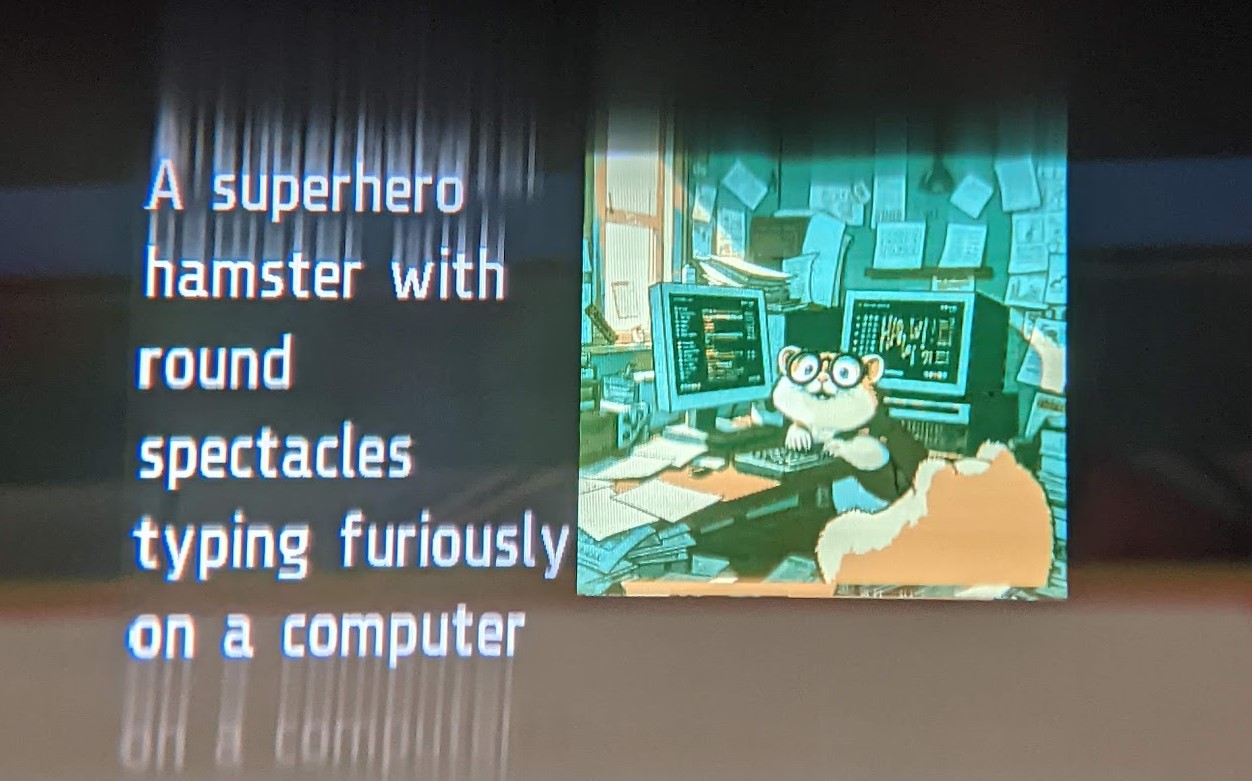 A superhero
hamster with
round
spectacles
typing furiously
on a computer